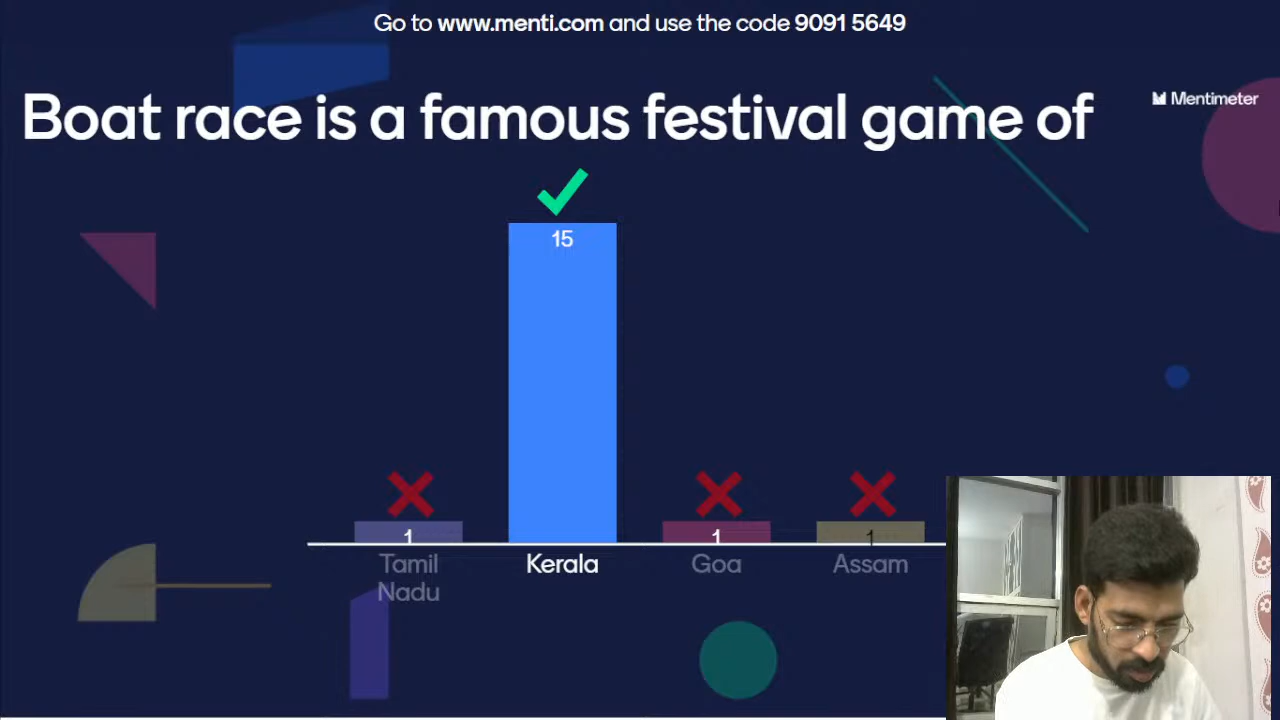 Go to www.menti.com and use the code 9091 5649
Boat race is a famous festival game of
Mentimeter
15
1
1
1
Tamil
Nadu
Kerala
Goa
Assam